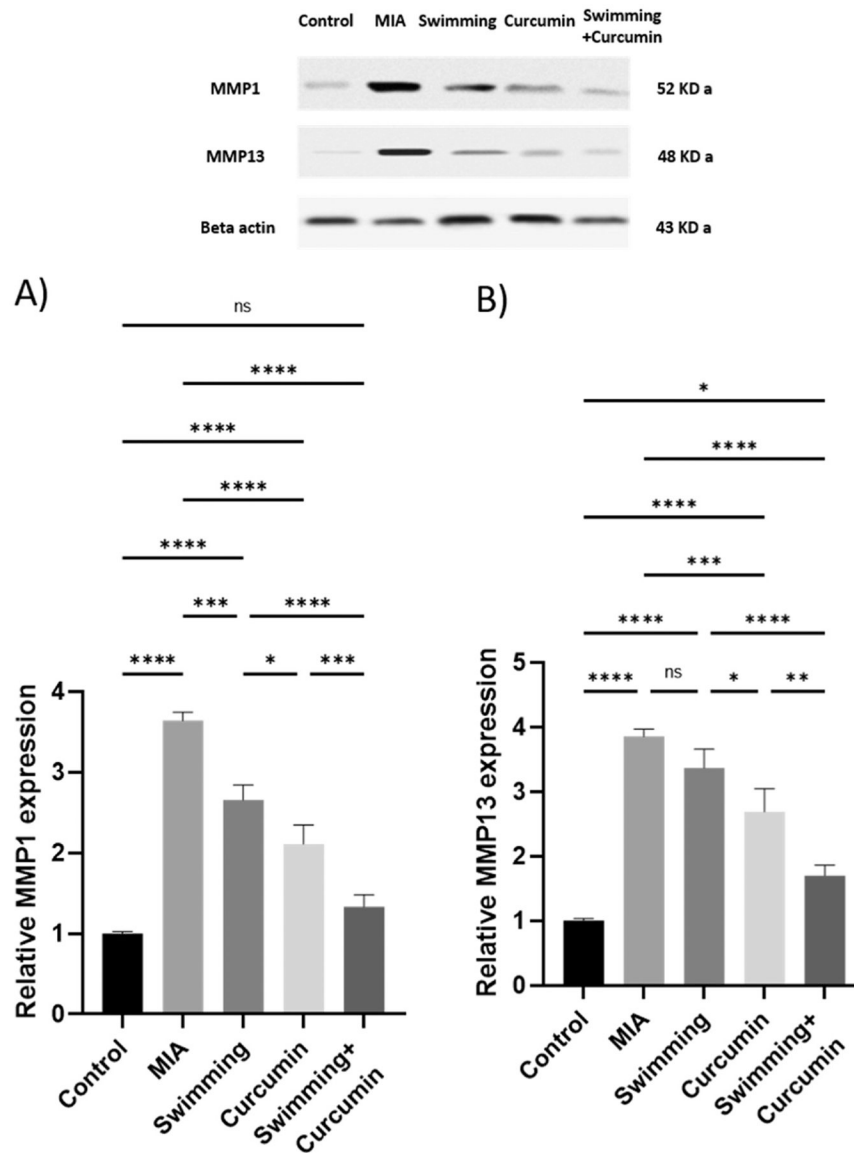 Control MIA Swimming Curcumin Swimming
+Curcumin
MMP1 52 KD a
MMP13 48 KD a
Beta actin 43 KD a
A)
ns
****
****
****
****
*** ****
**** * ***
Relative MMP1 expression
4
3
2
1
0
Control
MIA
Swimming
Curcumin
Swimming+
Curcumin
B)
*
****
****
***
**** ****
**** ns * **
Relative MMP13 expression
5
4
3
2
1
0
Control
MIA
Swimming
Curcumin
Swimming+
Curcumin